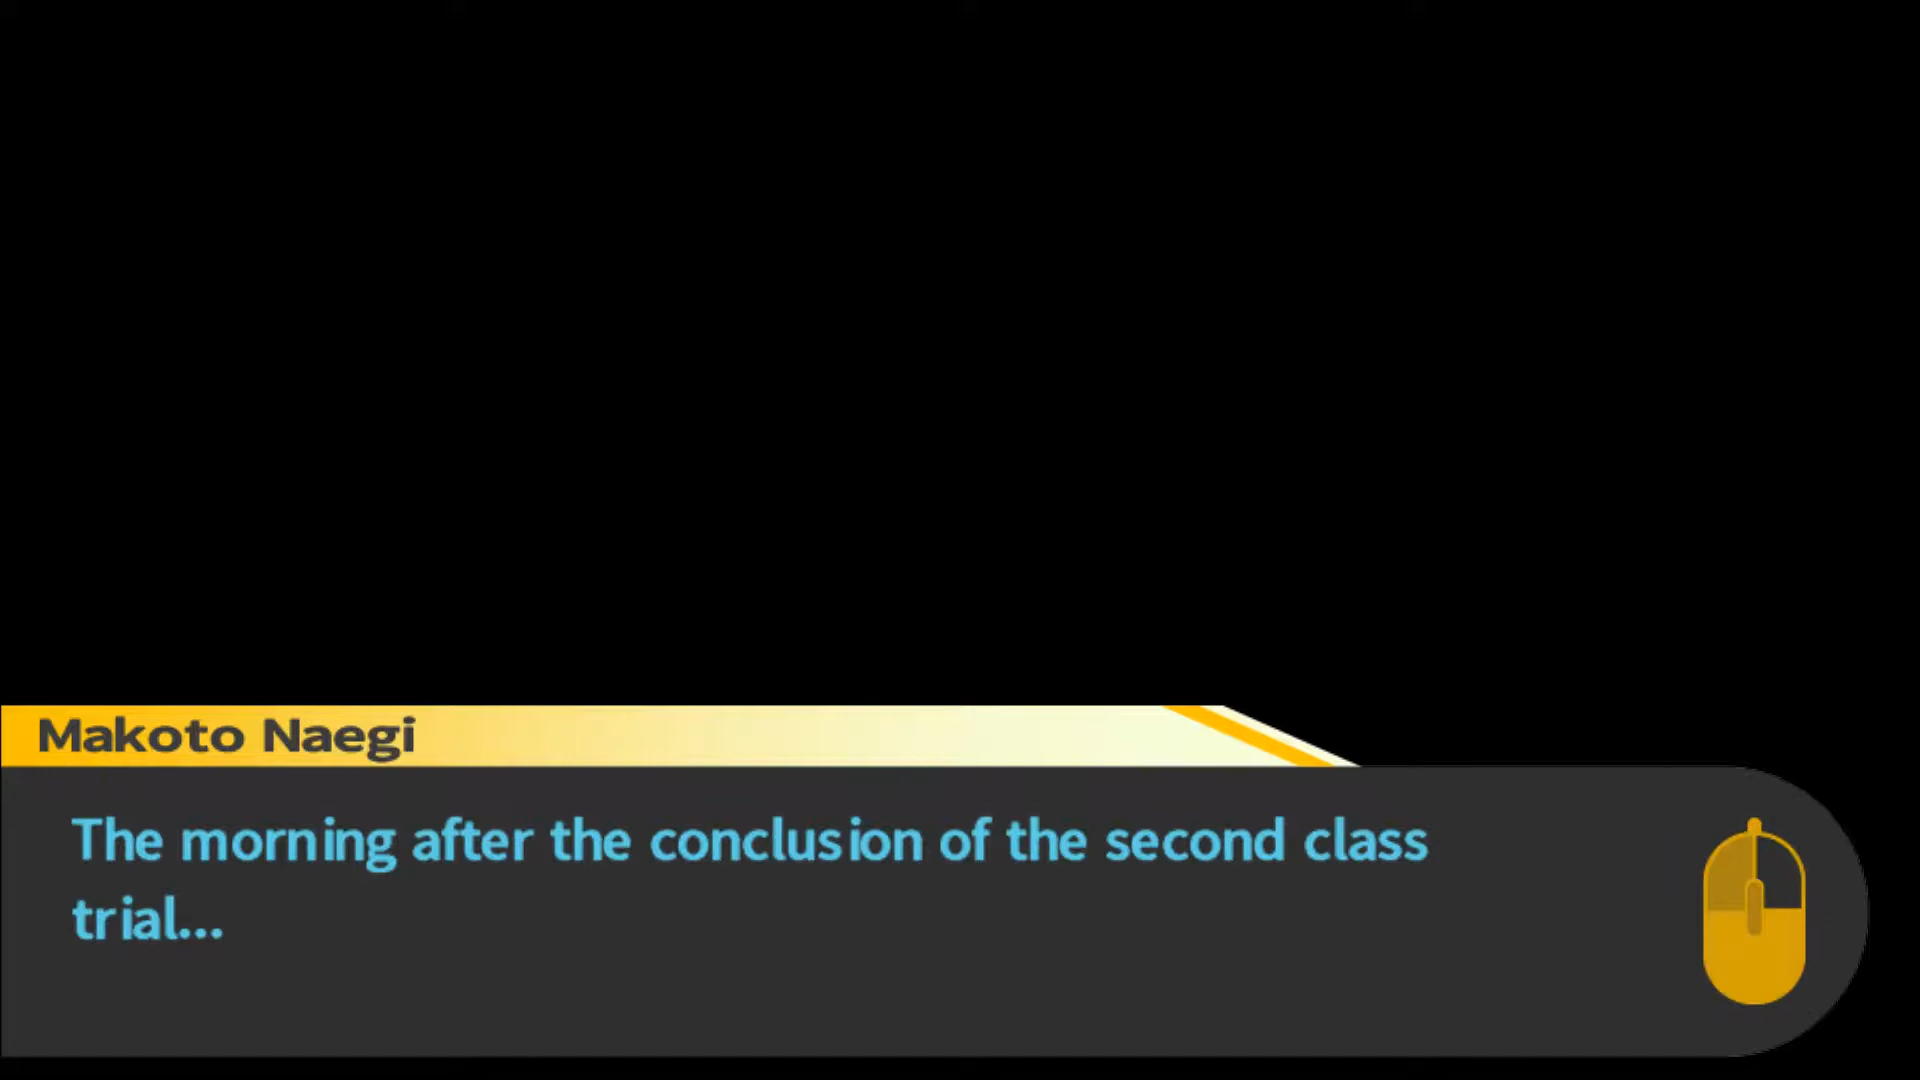 Makoto Naegi
The morning after the conclusion of the second class
trial...